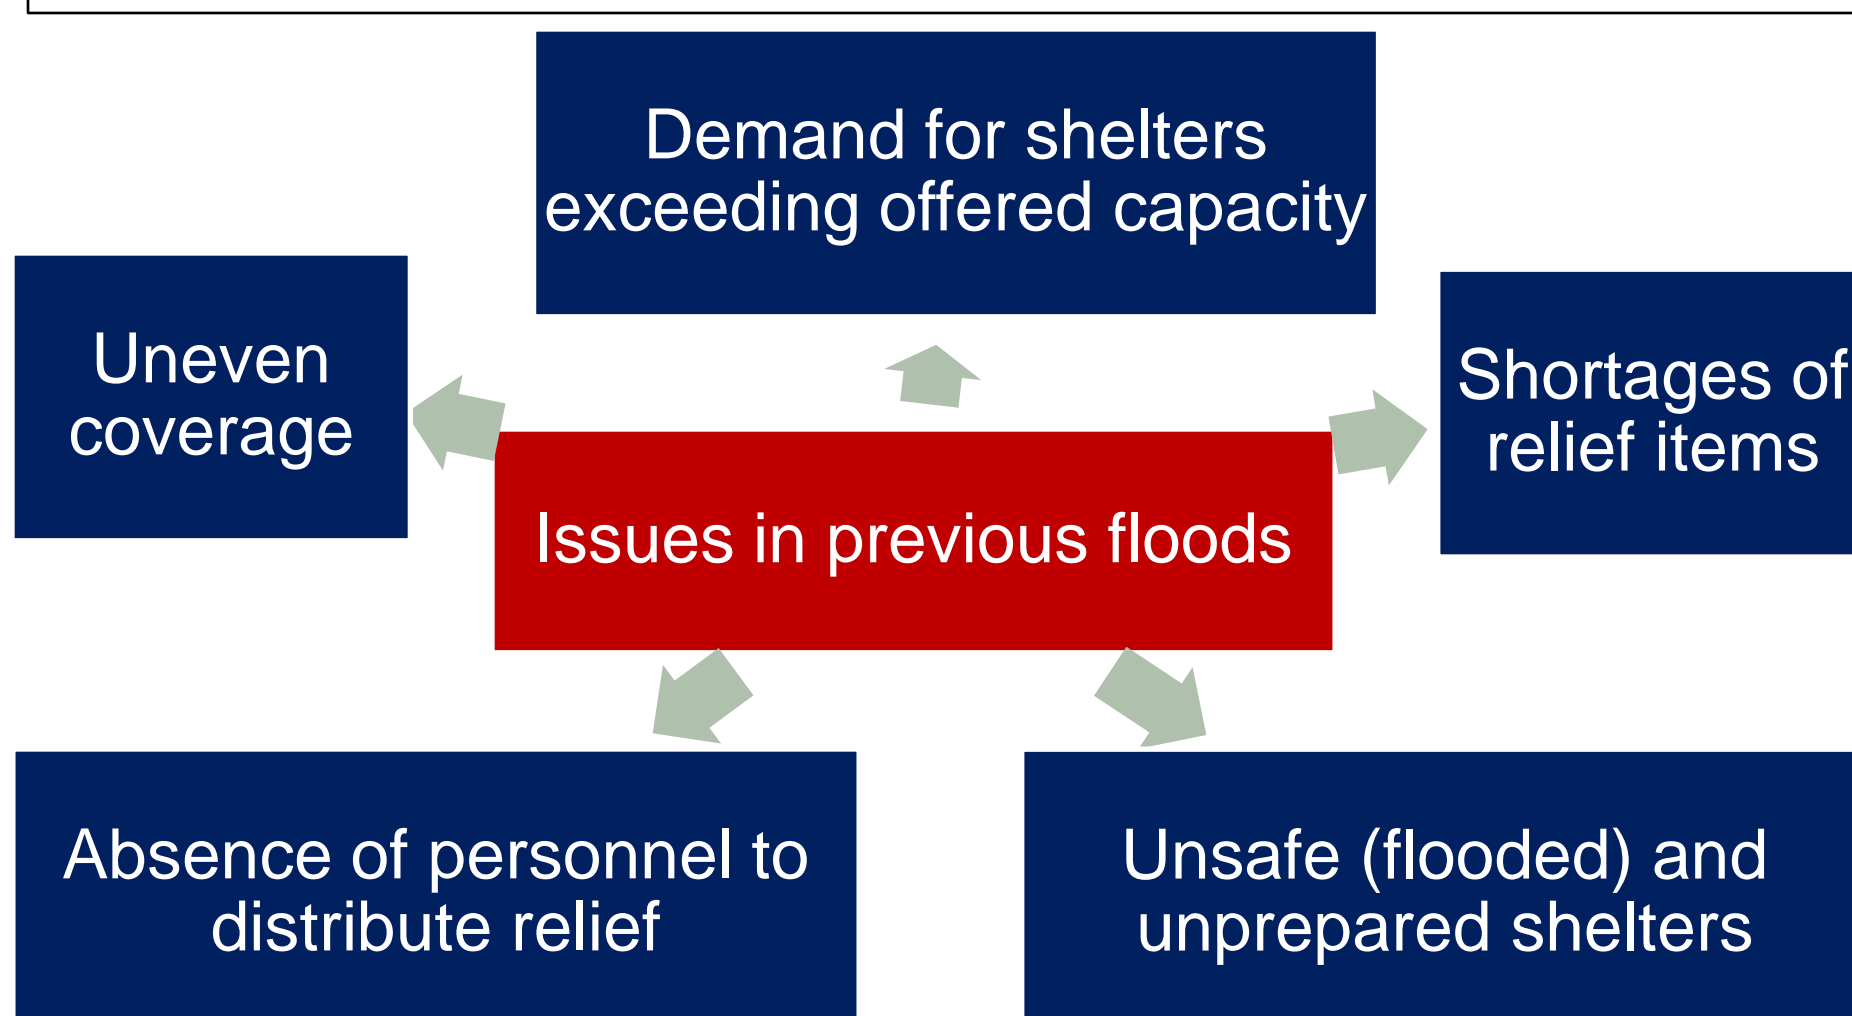 Demand for shelters
exceeding offered capacity
Uneven
coverage
Shortages of
relief items
Issues in previous floods
Absence of personnel to
distribute relief
Unsafe (flooded) and
unprepared shelters